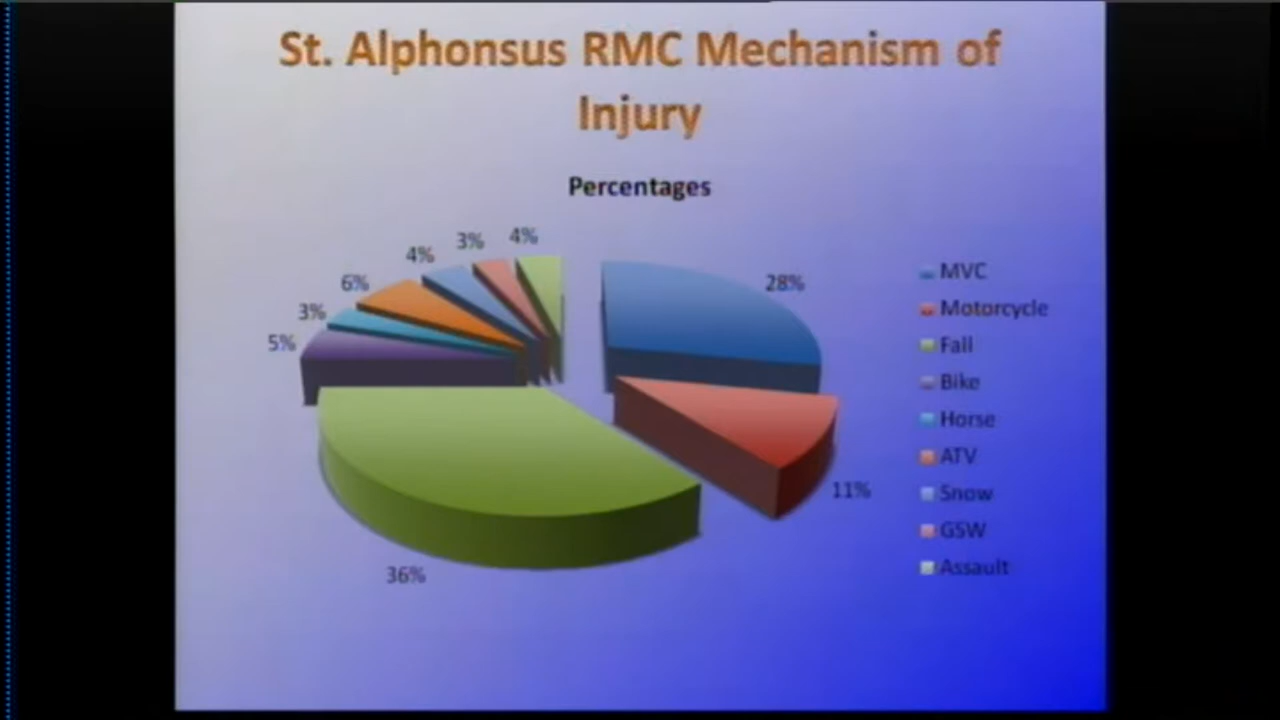 St. Alphonsus RMC Mechanism of
Injury
Percentages
4%
3%
4%
6%
3%
5%
28%
11%
36%
MVC
Motorcycle
Fall
Bike
Horse
ATV
Snow
GSW
Assault